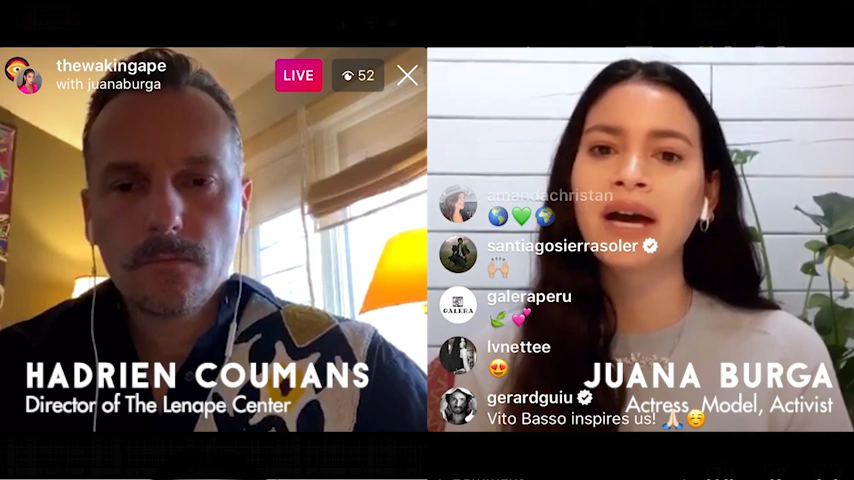 thewakingape
with juanaburga
LIVE
52
amandachristan
santiagosierrasoler
galeraperu
GALERA
lvnettee
gerardguiu
Vito Basso inspires us!
HADRIEN COUMANS
Director of The Lenape Center
JUANA BURGA
Actress, Model, Activist